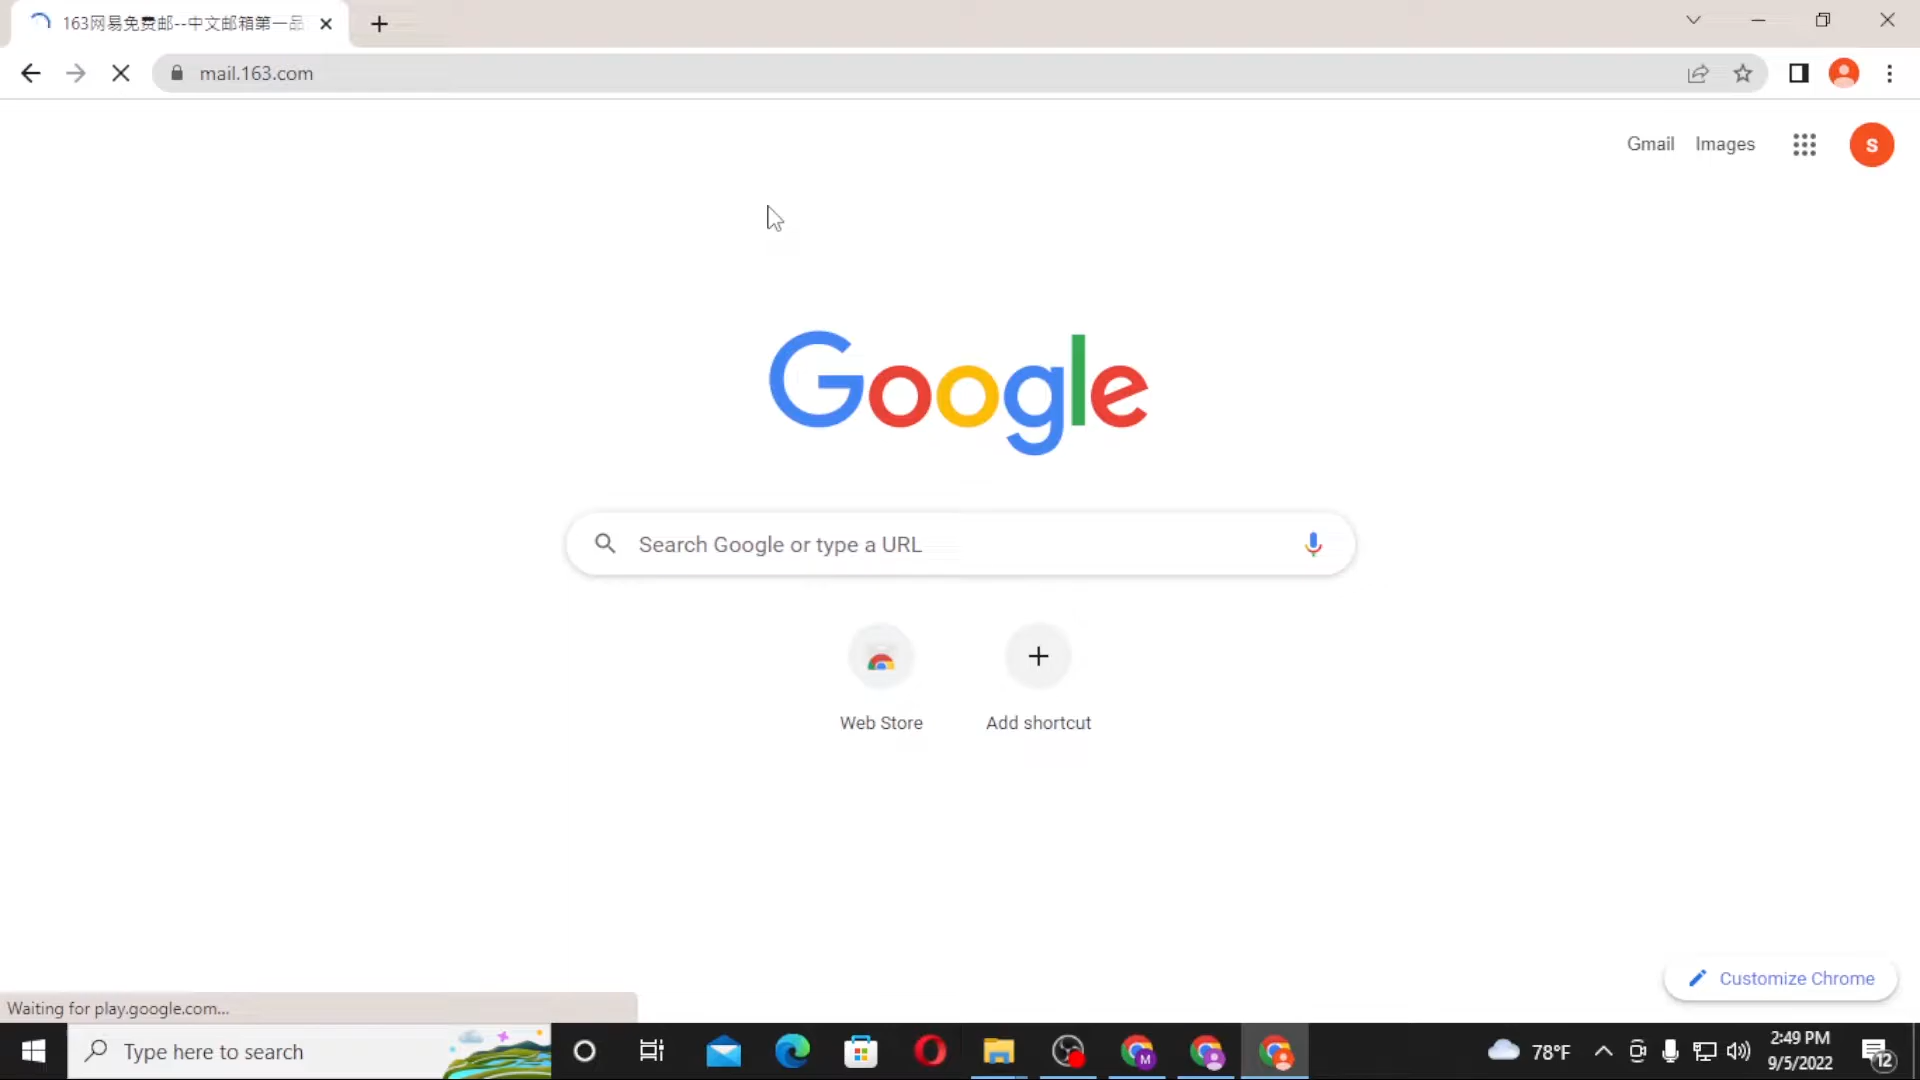 163网易免费邮--中文邮箱第一品
mail.163.com
Gmail Images
S
Google
Search Google or type a URL
Web Store Add shortcut
Customize Chrome
Waiting for play.google.com...
Type here to search
M
78°F
2:49 PM
9/5/2022
12